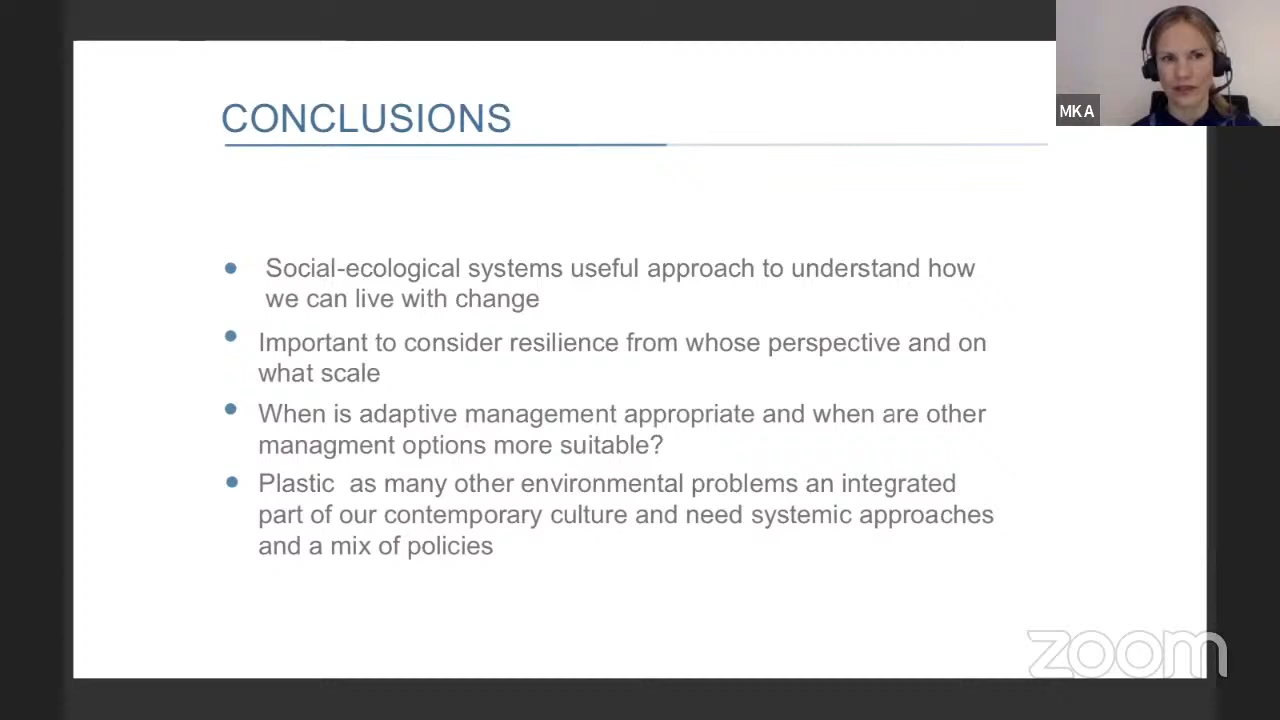 CONCLUSIONS
MKA
Social-ecological systems useful approach to understand how
we can live with change
Important to consider resilience from whose perspective and on
what scale
When is adaptive management appropriate and when are other
managment options more suitable?
Plastic as many other environmental problems an integrated
part of our contemporary culture and need systemic approaches
and a mix of policies
zoom